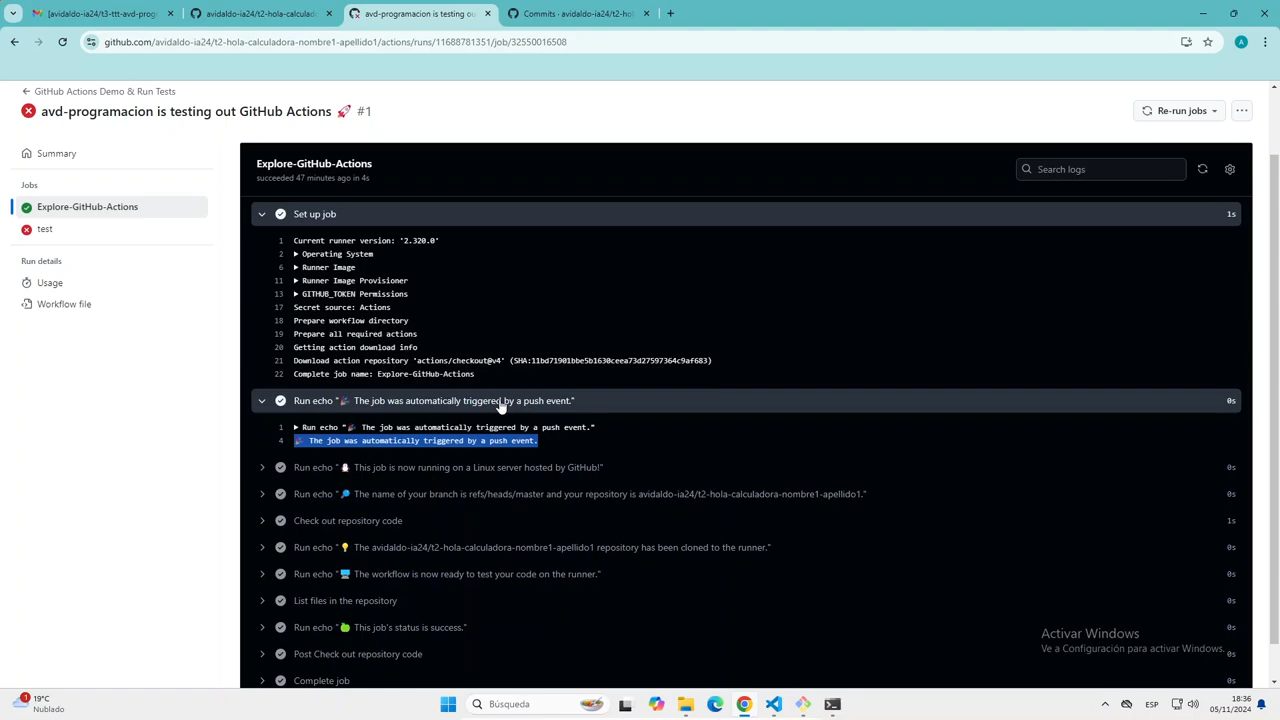 [avidaldo-ia24/t3-ttt-avd-prog
avidaldo-ia24/t2-hola-calculado
avd-programacion is testing ou
Commits · avidaldo-ia24/t2-hol
github.com/avidaldo-ia24/t2-hola-calculadora-nombre1-apellido1/actions/runs/11688781351/job/32550016508
A
← GitHub Actions Demo & Run Tests
avd-programacion is testing out GitHub Actions 🚀 #1
Re-run jobs
Summary
Jobs
Explore-GitHub-Actions
test
Run details
Usage
Workflow file
Explore-GitHub-Actions
succeeded 47 minutes ago in 4s
Search logs
Set up job 1s
1 Current runner version: '2.320.0'
2 ▶ Operating System
6 ▶ Runner Image
11 ▶ Runner Image Provisioner
13 ▶ GITHUB_TOKEN Permissions
17 Secret source: Actions
18 Prepare workflow directory
19 Prepare all required actions
20 Getting action download info
21 Download action repository 'actions/checkout@v4' (SHA:11bd71901bbe5b1630ceea73d27597364c9af683)
22 Complete job name: Explore-GitHub-Actions
Run echo "🎉 The job was automatically triggered by a push event." 0s
1 ▶ Run echo "🎉 The job was automatically triggered by a push event."
4 🎉 The job was automatically triggered by a push event.
Run echo "🐧 This job is now running on a Linux server hosted by GitHub!" 0s
Run echo "🔎 The name of your branch is refs/heads/master and your repository is avidaldo-ia24/t2-hola-calculadora-nombre1-apellido1." 0s
Check out repository code 1s
Run echo "💡 The avidaldo-ia24/t2-hola-calculadora-nombre1-apellido1 repository has been cloned to the runner." 0s
Run echo "🖥️ The workflow is now ready to test your code on the runner." 0s
List files in the repository 0s
Run echo "🍏 This job's status is success." 0s
Post Check out repository code 0s
Complete job 0s
Activar Windows
Ve a Configuración para activar Windows.
1
19°C
Nublado
Búsqueda
ESP
18:36
05/11/2024